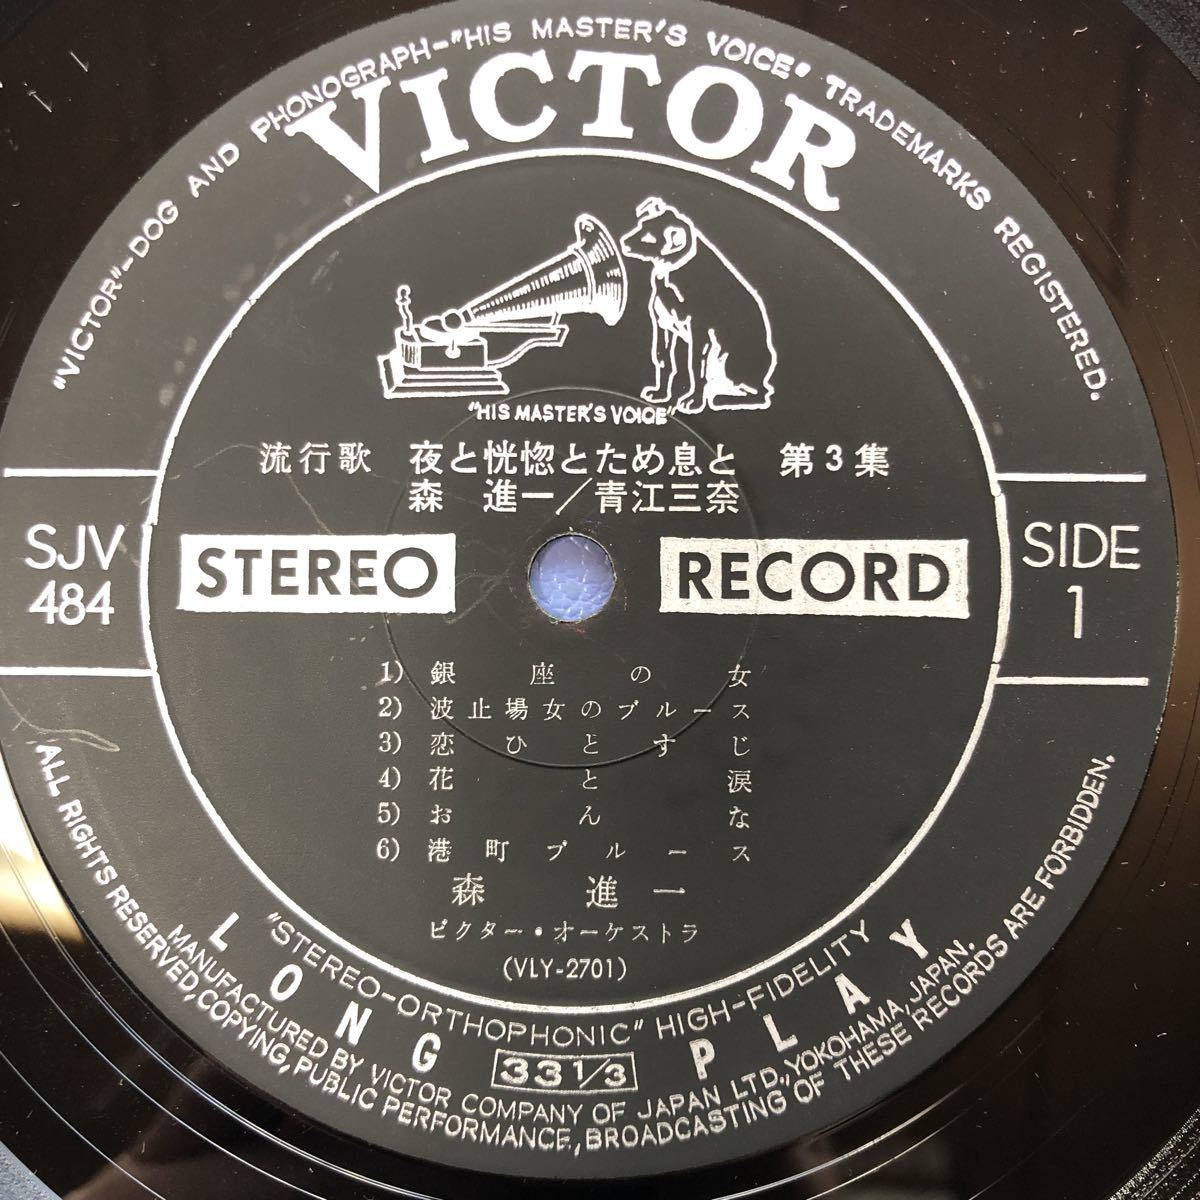 "VICTOR"-DOG AND PHONOGRAPH-"HIS MASTER'S VOICE" TRADEMARKS REGISTERED.
VICTOR
"HIS MASTER'S VOICE"
流行歌 夜と恍惚とため息と 第3集
森 進一／青江三奈
SJV
484
STEREO
RECORD
SIDE
1
1) 銀座の女
2) 波止場女のブルース
3) 恋ひとすじ
4) 花と涙
5) おんな
6) 港町ブルース
森 進一
ビクター・オーケストラ
(VLY-2701)
"STEREO-ORTHOPHONIC" HIGH-FIDELITY
LONG 33 1/3 PLAY
MANUFACTURED BY VICTOR COMPANY OF JAPAN LTD., YOKOHAMA, JAPAN.
ALL RIGHTS RESERVED, COPYING, PUBLIC PERFORMANCE, BROADCASTING OF THESE RECORDS ARE FORBIDDEN.